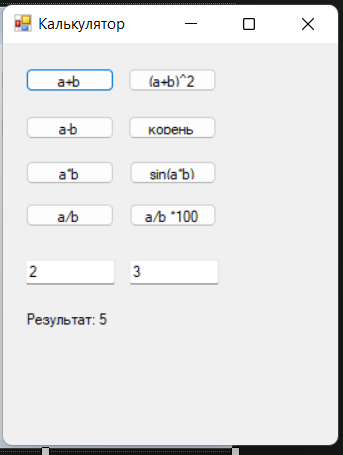 Калькулятор
a+b (a+b)^2
a-b корень
a*b sin(a*b)
a/b a/b *100
2 3
Результат: 5